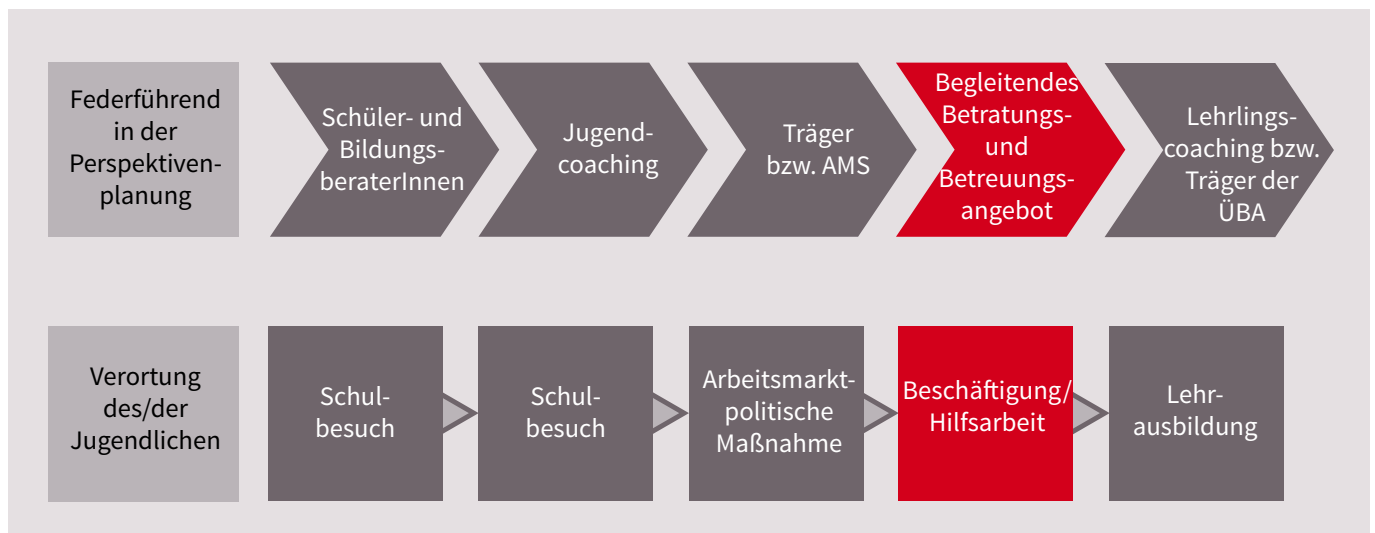 Federführend
in der
Perspektiven-
planung
Schüler- und
Bildungs-
beraterInnen
Jugend-
coaching
Träger
bzw. AMS
Begleitendes
Betratungs-
und
Betreuungs-
angebot
Lehrlings-
coaching bzw.
Träger der
ÜBA
Verortung
des/der
Jugendlichen
Schul-
besuch
Schul-
besuch
Arbeitsmarkt-
politische
Maßnahme
Beschäftigung/
Hilfsarbeit
Lehr-
ausbildung